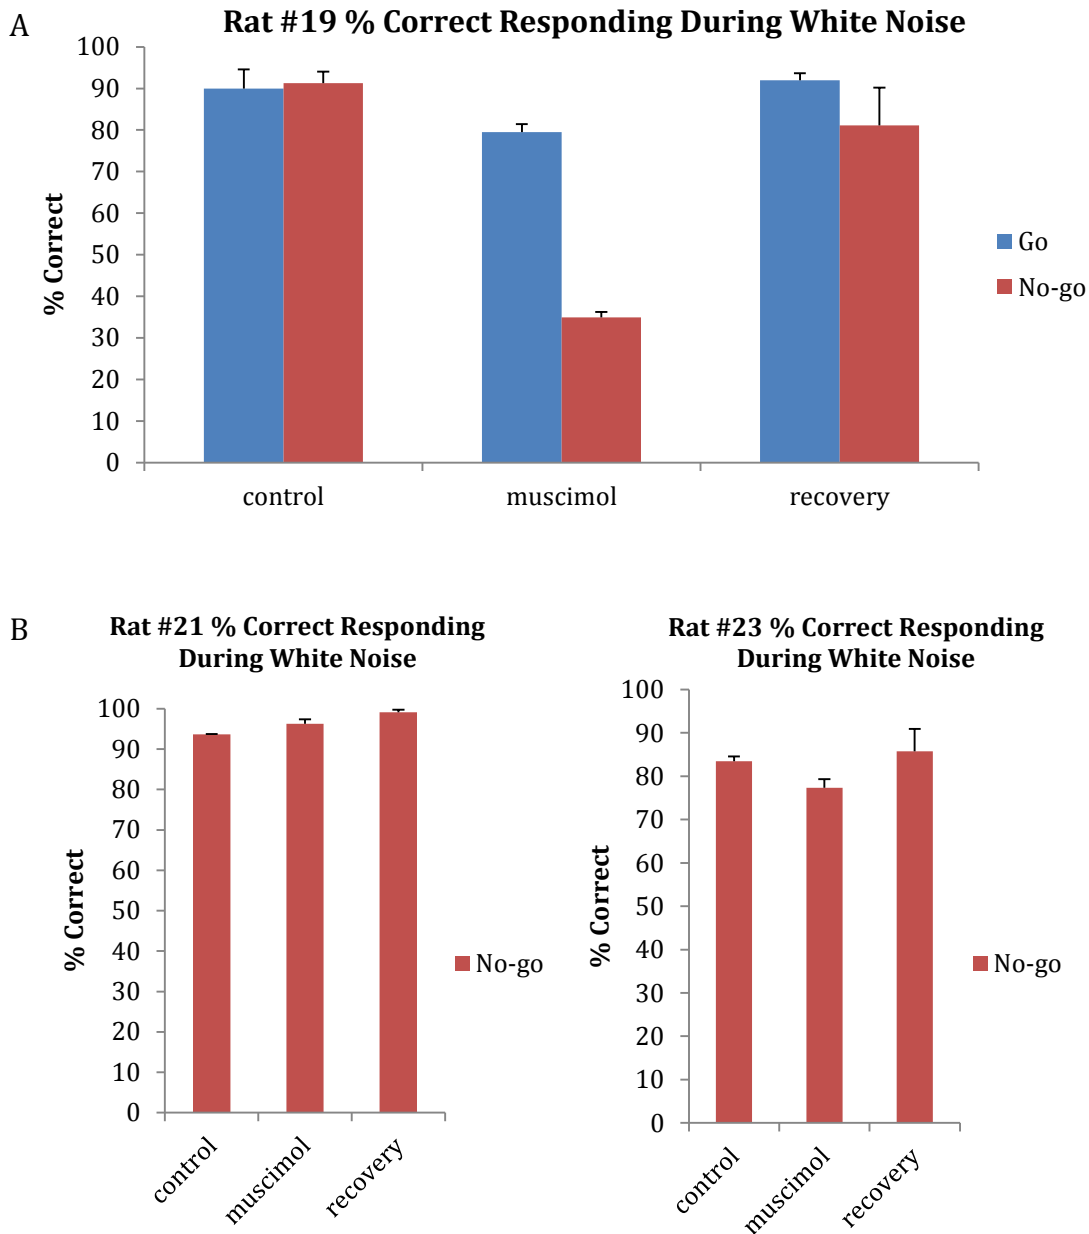 A
Rat #19 % Correct Responding During White Noise
100
90
80
70
60
50
40
30
20
10
0
% Correct
control
muscimol
recovery
Go
No-go
B
Rat #21 % Correct Responding
During White Noise
100
90
80
70
60
50
40
30
20
10
0
% Correct
control
muscimol
recovery
No-go
Rat #23 % Correct Responding
During White Noise
100
90
80
70
60
50
40
30
20
10
0
% Correct
control
muscimol
recovery
No-go